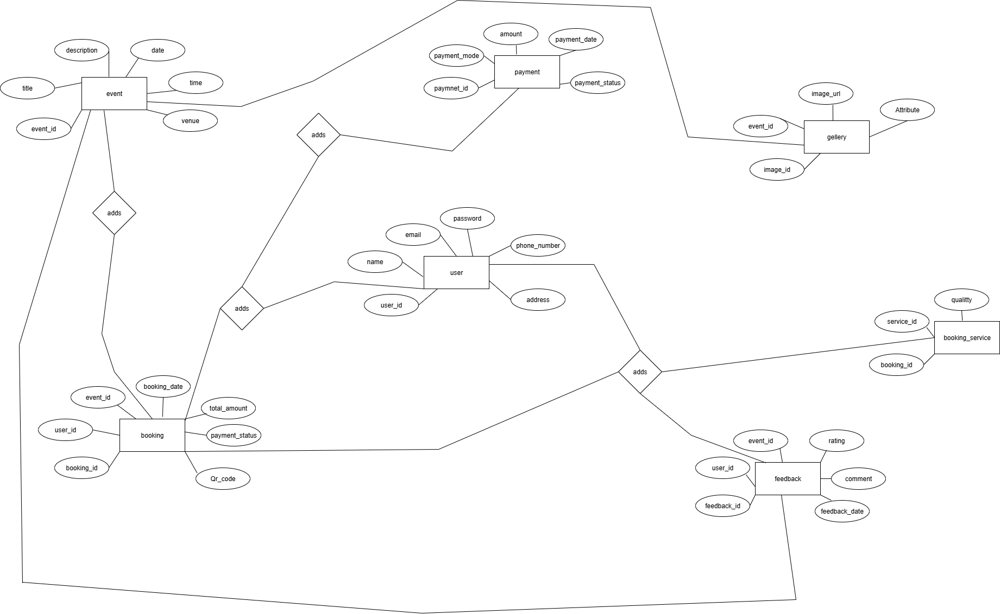 description
date
title
time
event
event_id
venue
amount
payment_date
payment_mode
payment
paymnet_id
payment_status
image_url
Attribute
event_id
gellery
image_id
adds
adds
password
email
phone_number
name
user
user_id
address
adds
qualitty
service_id
booking_service
booking_id
adds
booking_date
event_id
total_amount
user_id
booking
payment_status
booking_id
Qr_code
event_id
rating
user_id
feedback
comment
feedback_id
feedback_date